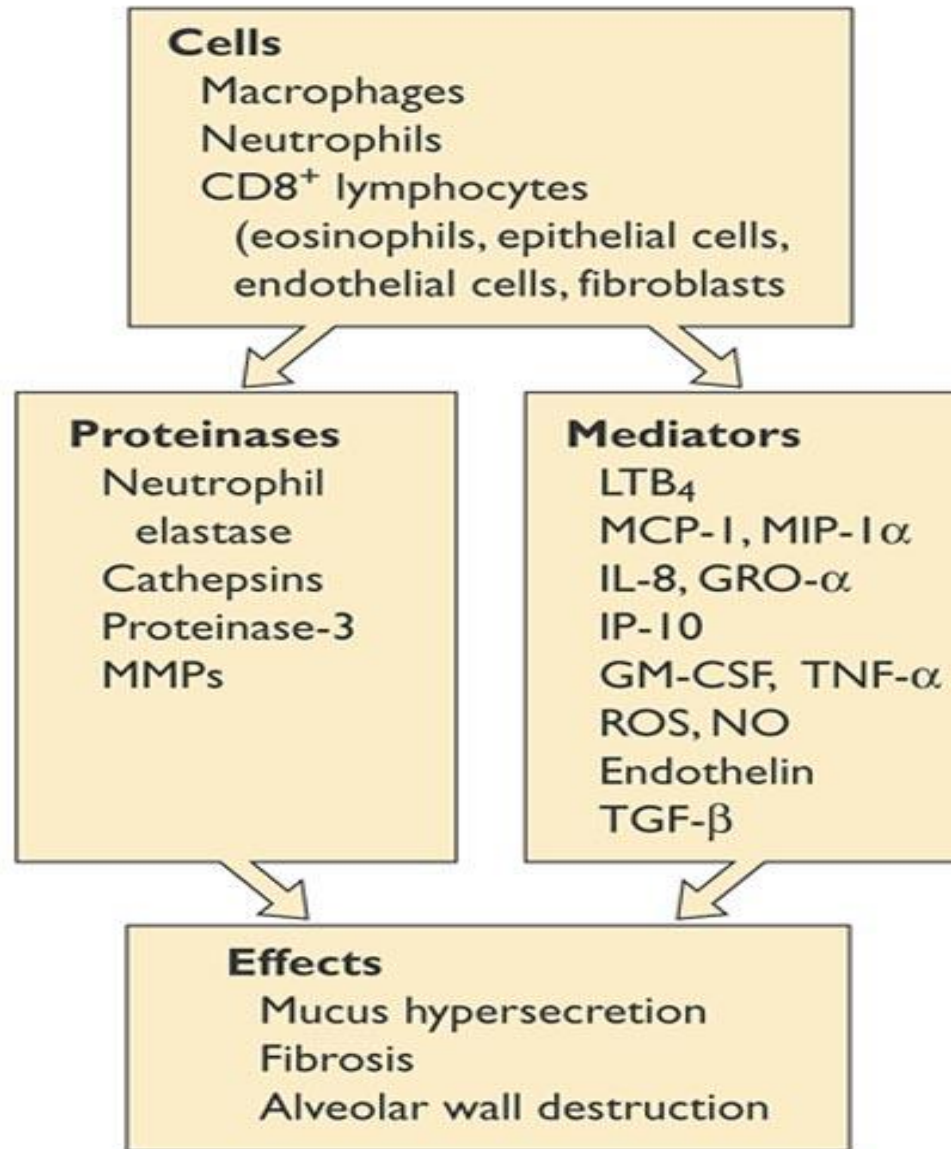 Cells
Macrophages
Neutrophils
CD8⁺ lymphocytes
(eosinophils, epithelial cells,
endothelial cells, fibroblasts
Proteinases
Neutrophil
elastase
Cathepsins
Proteinase-3
MMPs
Mediators
LTB₄
MCP-1, MIP-1α
IL-8, GRO-α
IP-10
GM-CSF, TNF-α
ROS, NO
Endothelin
TGF-β
Effects
Mucus hypersecretion
Fibrosis
Alveolar wall destruction